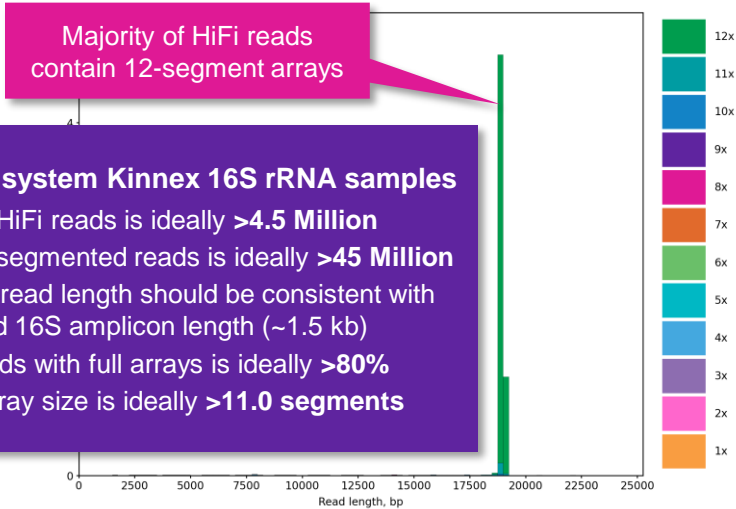 Majority of HiFi reads
contain 12-segment arrays
4
system Kinnex 16S rRNA samples
HiFi reads is ideally >4.5 Million
segmented reads is ideally >45 Million
read length should be consistent with
16S amplicon length (~1.5 kb)
with full arrays is ideally >80%
size is ideally >11.0 segments
0
0 2500 5000 7500 10000 12500 15000 17500 20000 22500 25000
Read length, bp
12x
11x
10x
9x
8x
7x
6x
5x
4x
3x
2x
1x